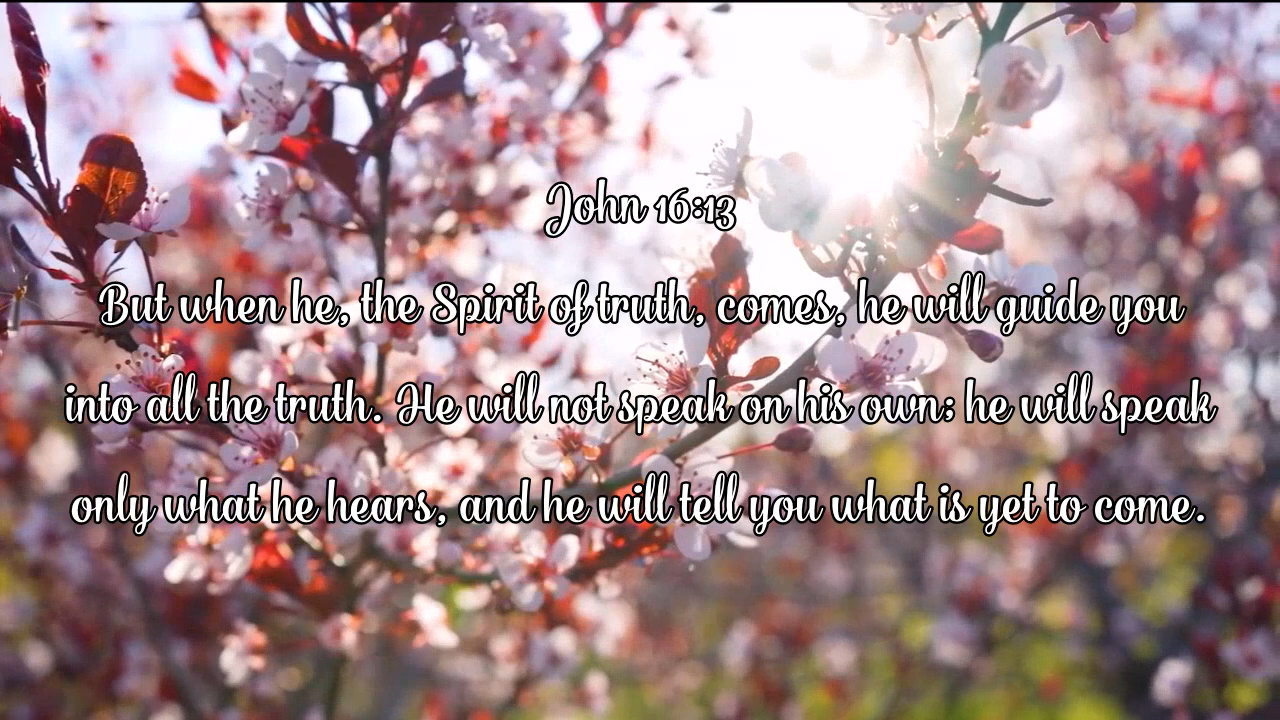 John 16:13
But when he, the Spirit of truth, comes, he will guide you
into all the truth. He will not speak on his own; he will speak
only what he hears, and he will tell you what is yet to come.